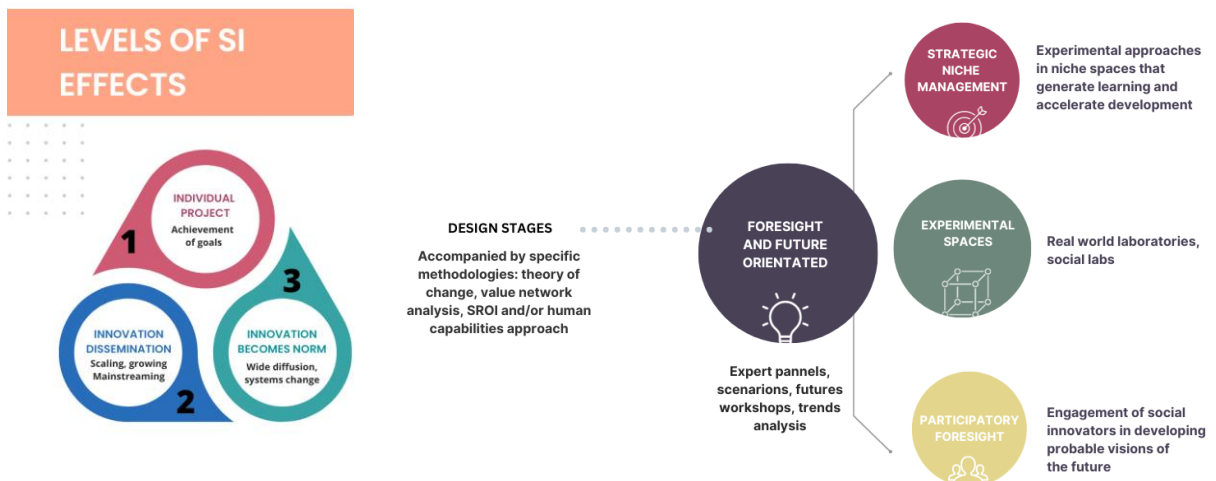 LEVELS OF SI
EFFECTS
INDIVIDUAL
PROJECT
Achievement
of goals
1
INNOVATION
DISSEMINATION
Scaling, growing
Mainstreaming
2
3
INNOVATION
BECOMES NORM
Wide diffusion,
systems change
DESIGN STAGES
Accompanied by specific
methodologies: theory of
change, value network
analysis, SROI and/or human
capabilities approach
FORESIGHT
AND FUTURE
ORIENTATED
Expert pannels,
scenarions, futures
workshops, trends
analysis
STRATEGIC
NICHE
MANAGEMENT
Experimental approaches
in niche spaces that
generate learning and
accelerate development
EXPERIMENTAL
SPACES
Real world laboratories,
social labs
PARTICIPATORY
FORESIGHT
Engagement of social
innovators in developing
probable visions of
the future